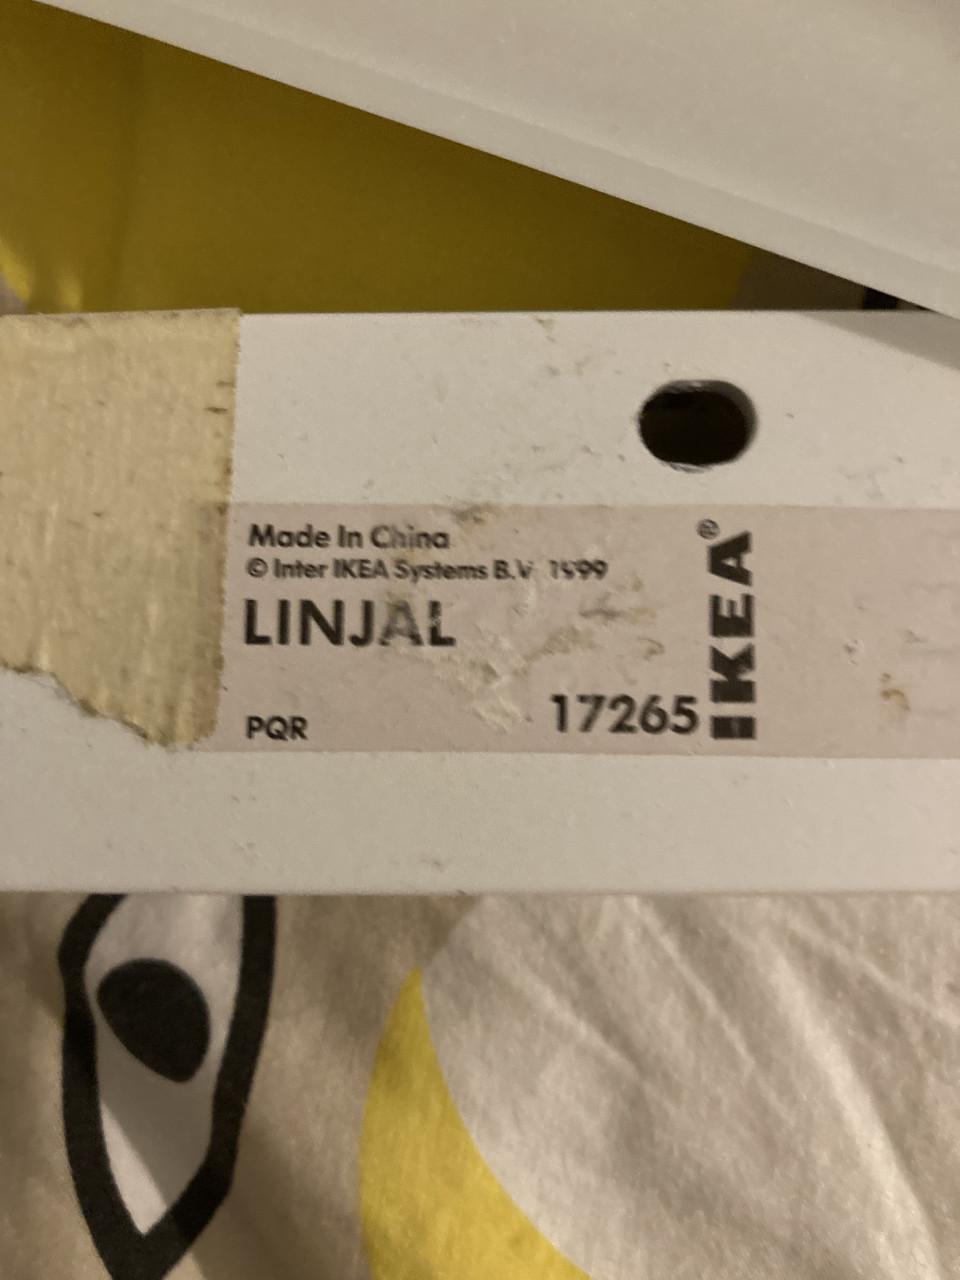 Made In China
© Inter IKEA Systems B.V. 1999
LINJAL
PQR
17265
IKEA®